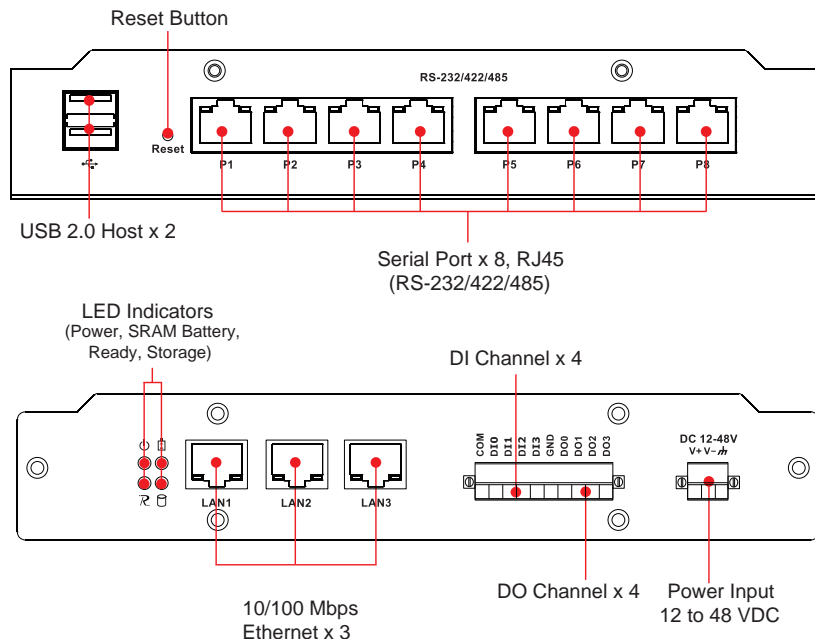 Reset Button
RS-232/422/485
Reset
P1 P2 P3 P4 P5 P6 P7 P8
USB 2.0 Host x 2
Serial Port x 8, RJ45
(RS-232/422/485)
LED Indicators
(Power, SRAM Battery,
Ready, Storage)
DI Channel x 4
COM DI0 DI1 DI2 DI3 GND DO0 DO1 DO2 DO3
DC 12-48V
V+ V-
LAN1 LAN2 LAN3
DO Channel x 4
Power Input
12 to 48 VDC
10/100 Mbps
Ethernet x 3